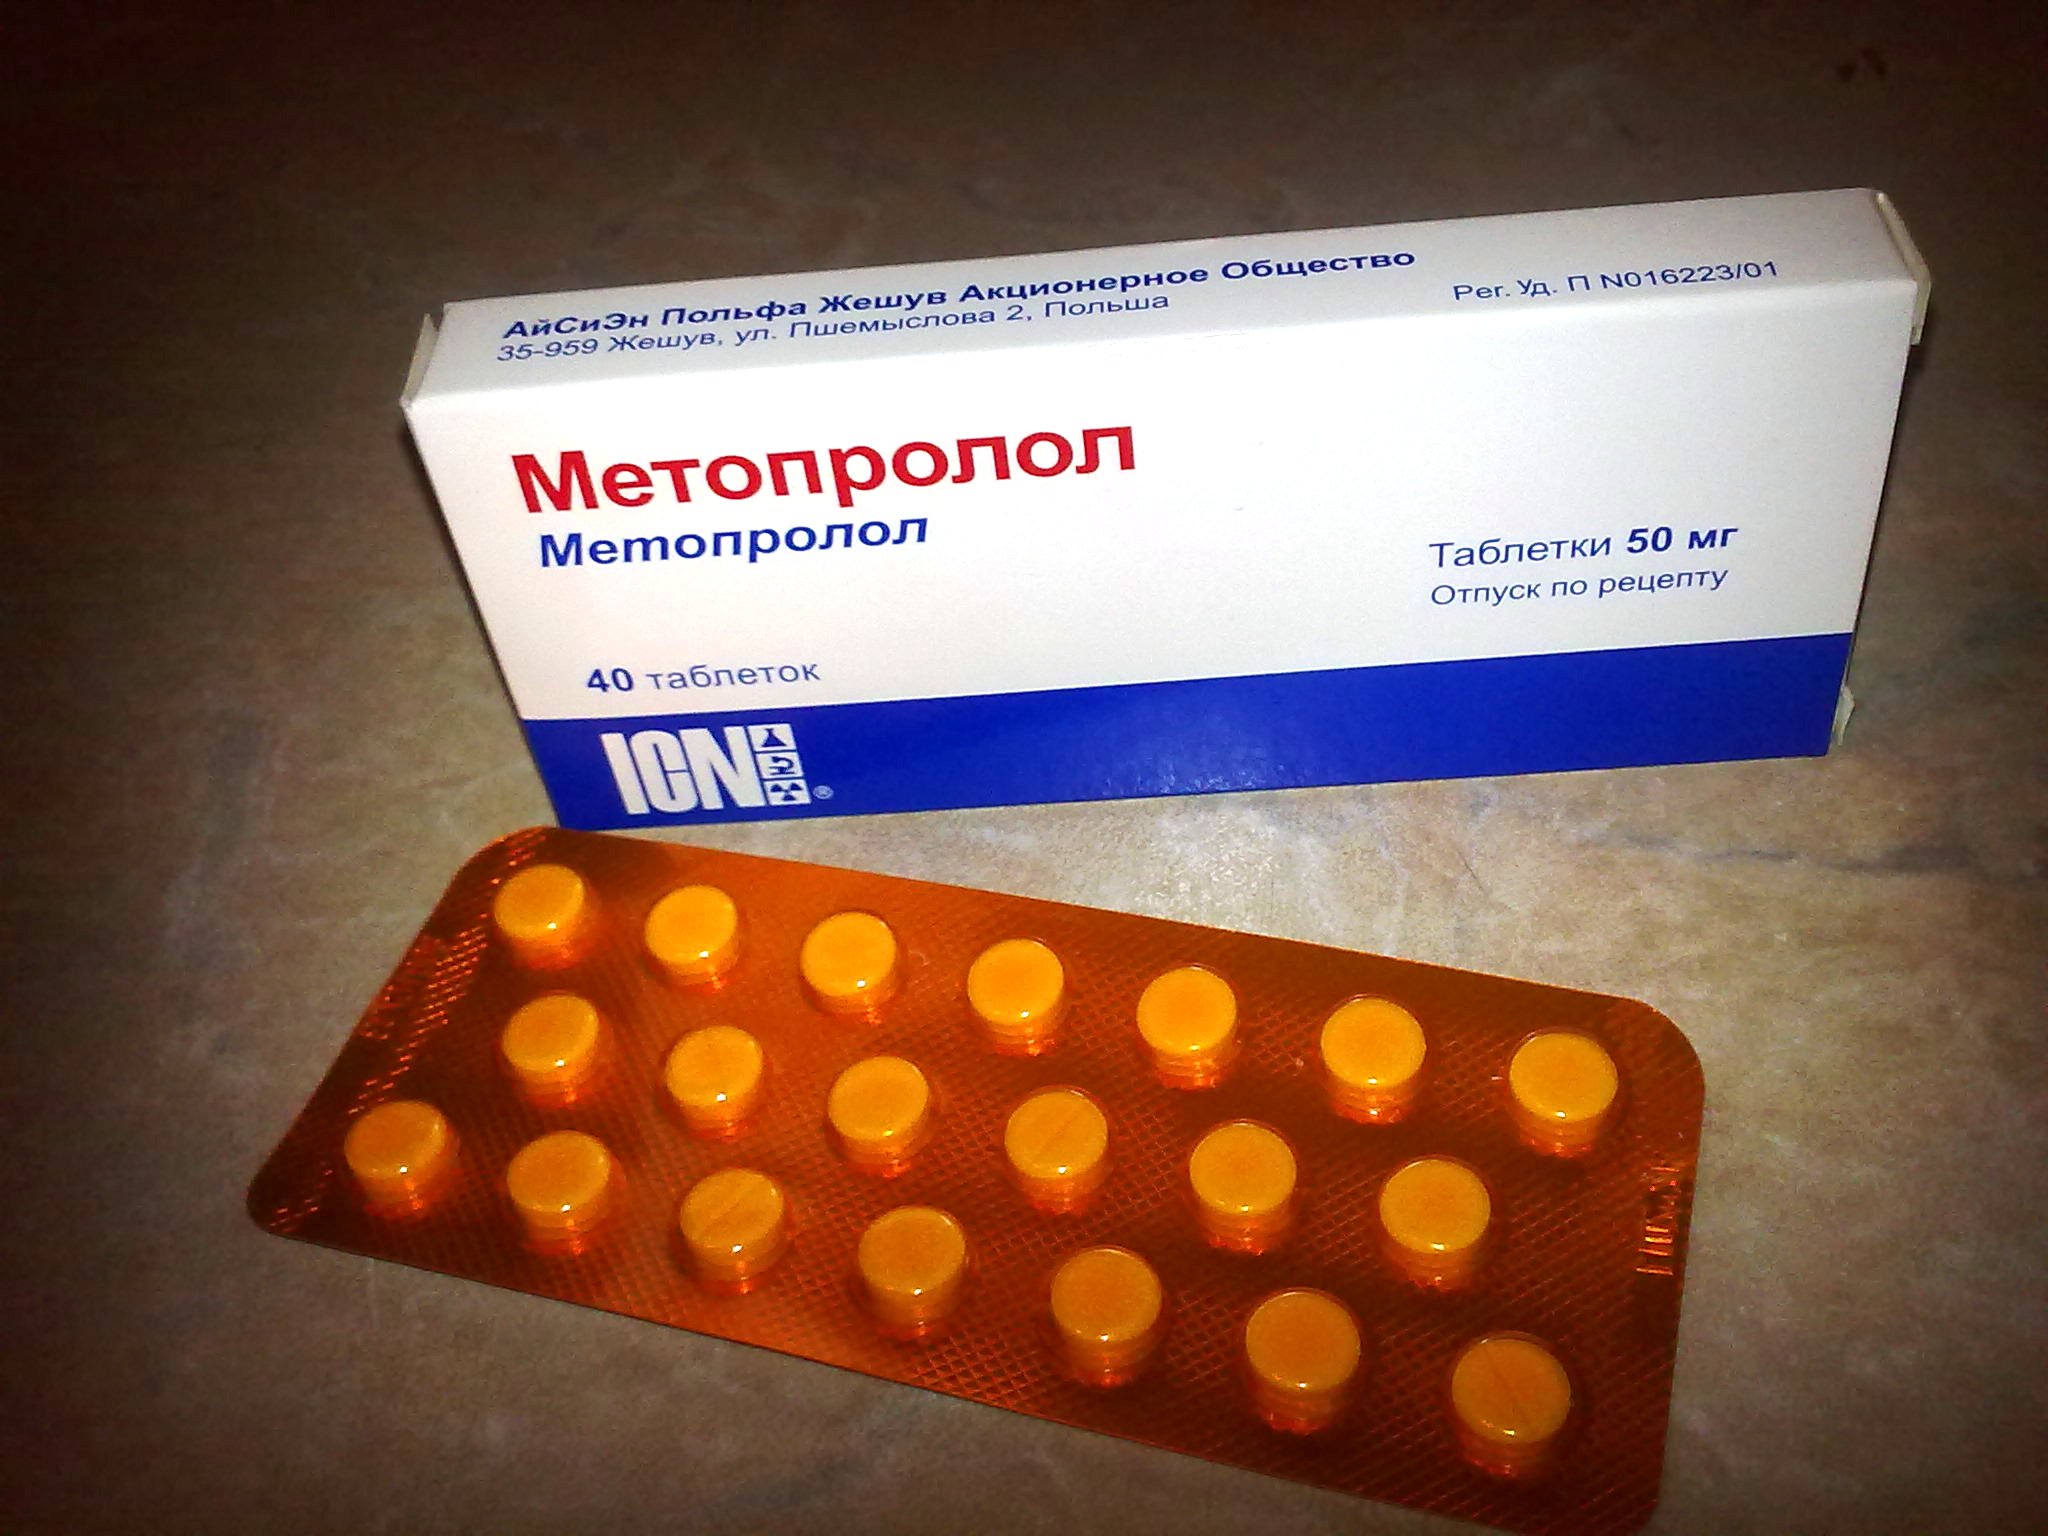 АйСиЭн Польфа Жешув Акционерное Общество
35-959 Жешув, ул. Пшемыслова 2, Польша
Рег. Уд. П N016223/01
Метопролол
Метопролол
Таблетки 50 мг
Отпуск по рецепту
40 таблеток
ICN®